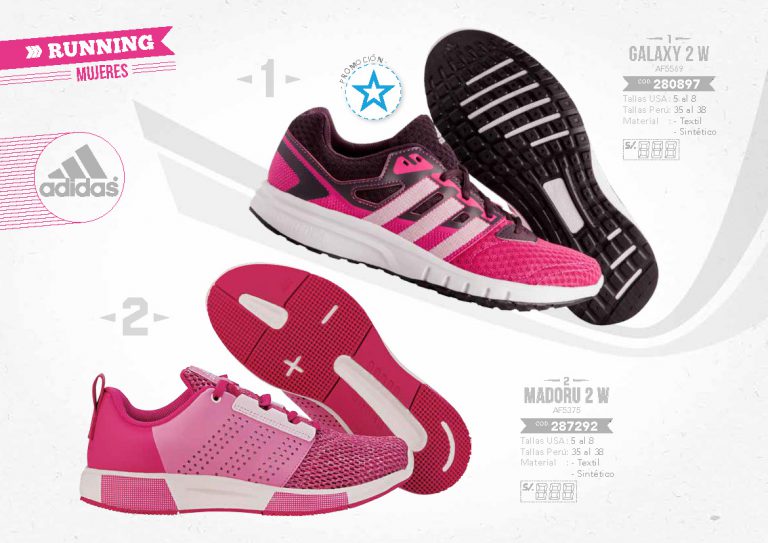 RUNNING
MUJERES
adidas
1
PROMOCIÓN
1
GALAXY 2 W
AF5569
COD 280897
Tallas USA : 5 al 8
Tallas Perú: 35 al 38
Material : - Textil
- Sintético
S/.
2
2
MADORU 2 W
AF5375
COD 287292
Tallas USA : 5 al 8
Tallas Perú: 35 al 38
Material : - Textil
- Sintético
S/.